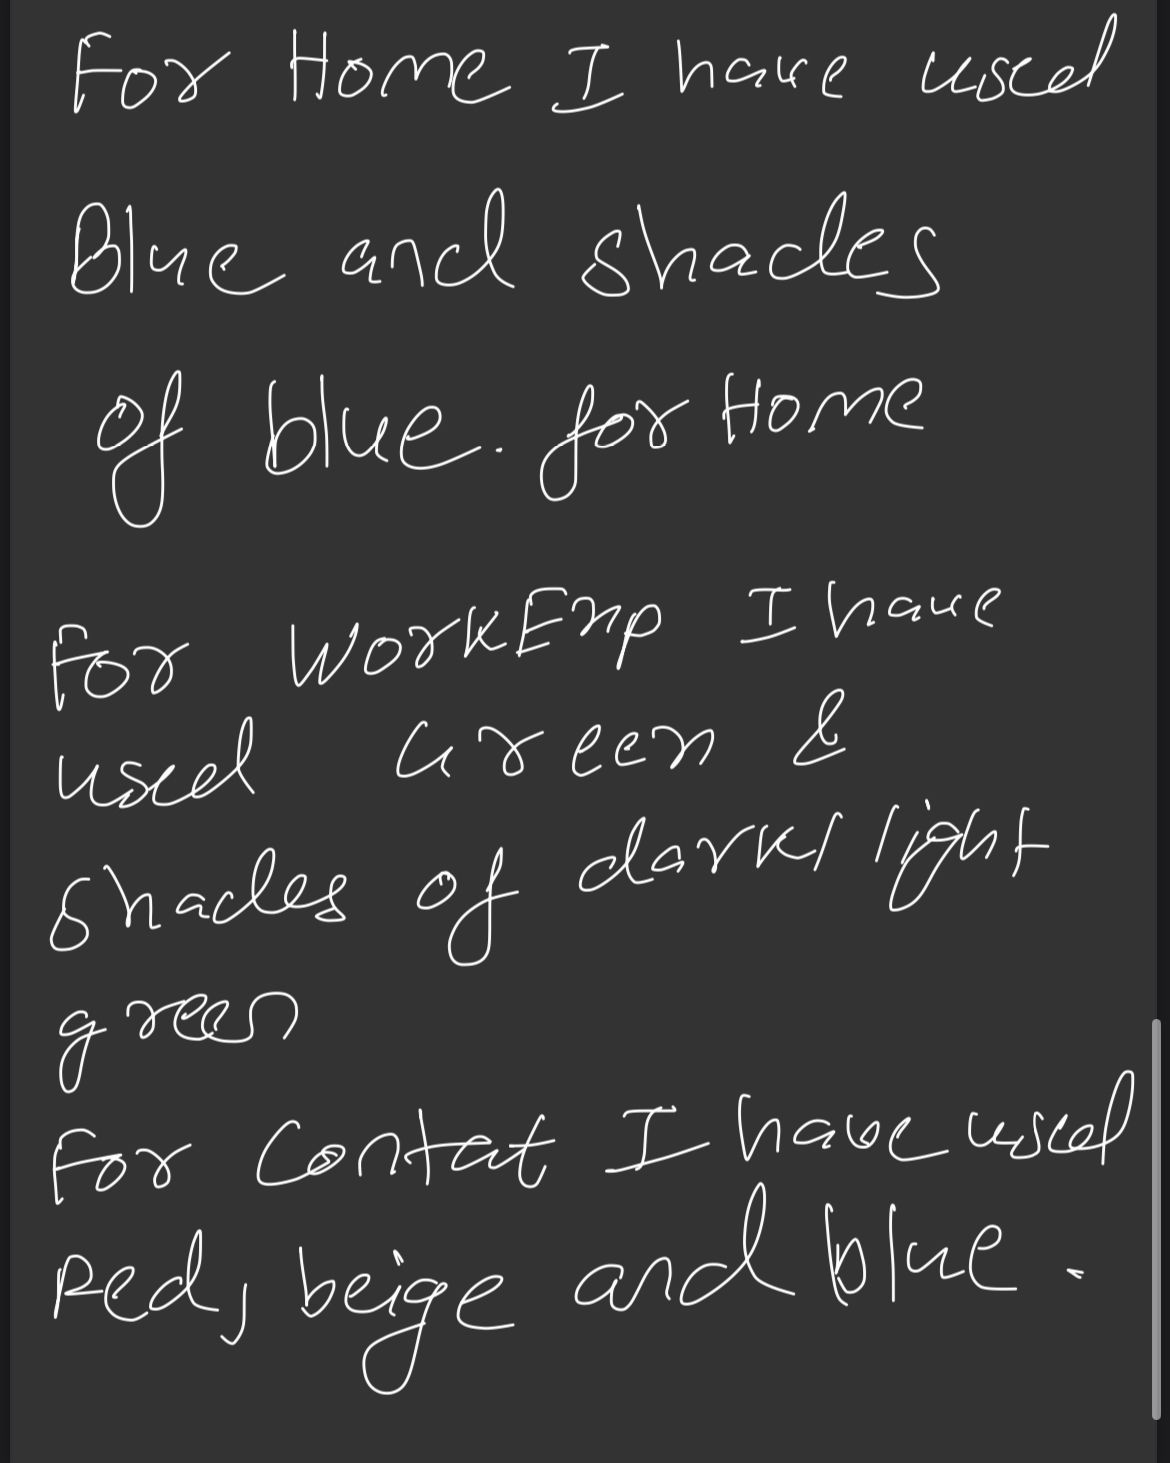 For Home I have used
Blue and shades
of blue. for Home
For WorkExp I have
used Green &
shades of dark/light
green
For Contat I have used
Red, beige and blue.